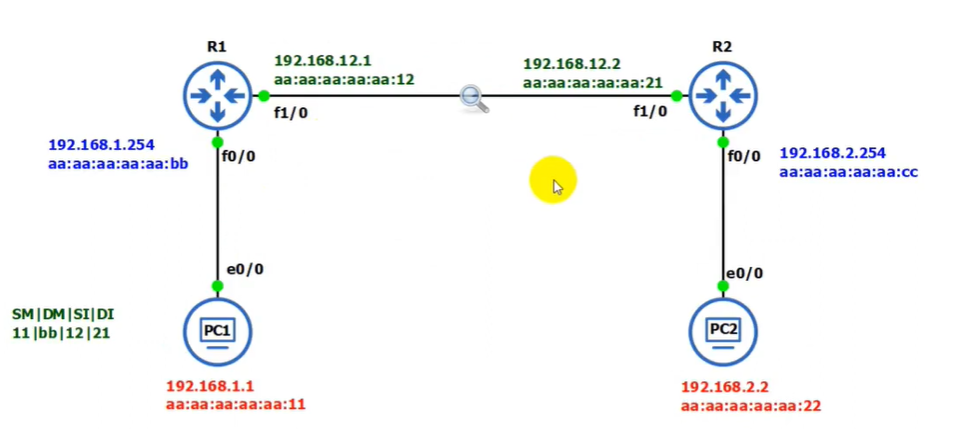 R1
R2
192.168.12.1
aa:aa:aa:aa:aa:12
192.168.12.2
aa:aa:aa:aa:aa:21
f1/0
f1/0
192.168.1.254
aa:aa:aa:aa:aa:bb
f0/0
f0/0
192.168.2.254
aa:aa:aa:aa:aa:cc
e0/0
e0/0
SM|DM|SI|DI
11|bb|12|21
PC1
PC2
192.168.1.1
aa:aa:aa:aa:aa:11
192.168.2.2
aa:aa:aa:aa:aa:22